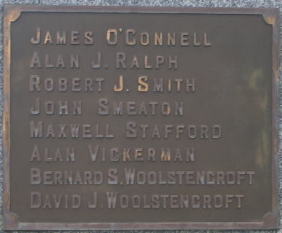 JAMES O'CONNELL
ALAN J. RALPH
ROBERT J. SMITH
JOHN SMEATON
MAXWELL STAFFORD
ALAN VICKERMAN
BERNARD S. WOOLSTENCROFT
DAVID J. WOOLSTENCROFT